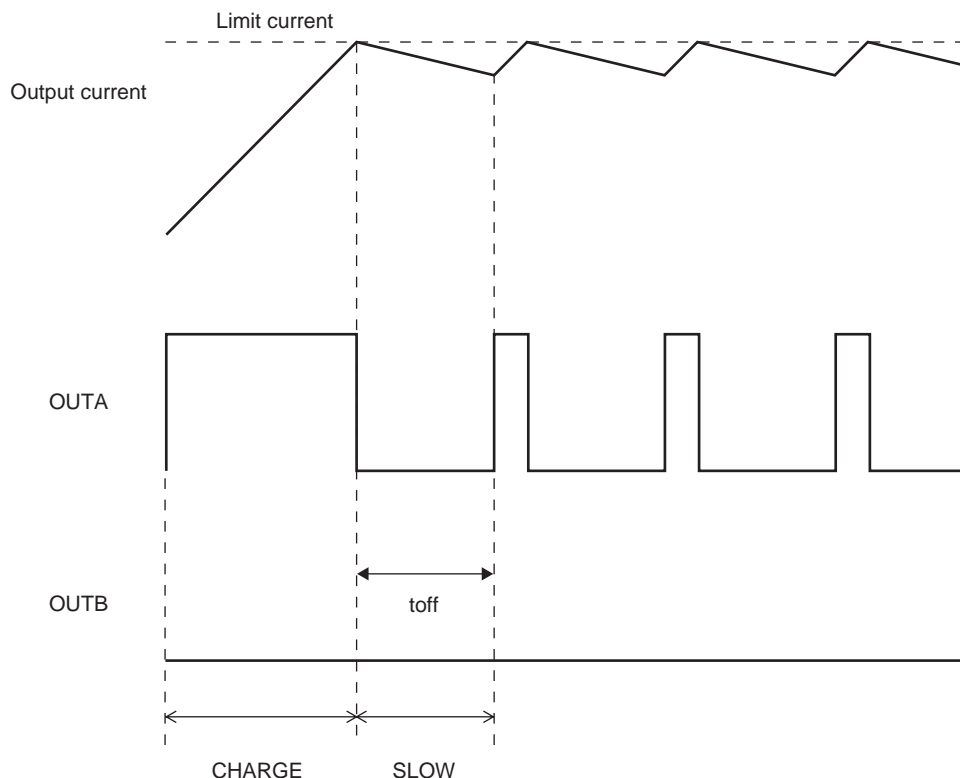 Limit current
Output current
OUTA
OUTB
toff
CHARGE
SLOW